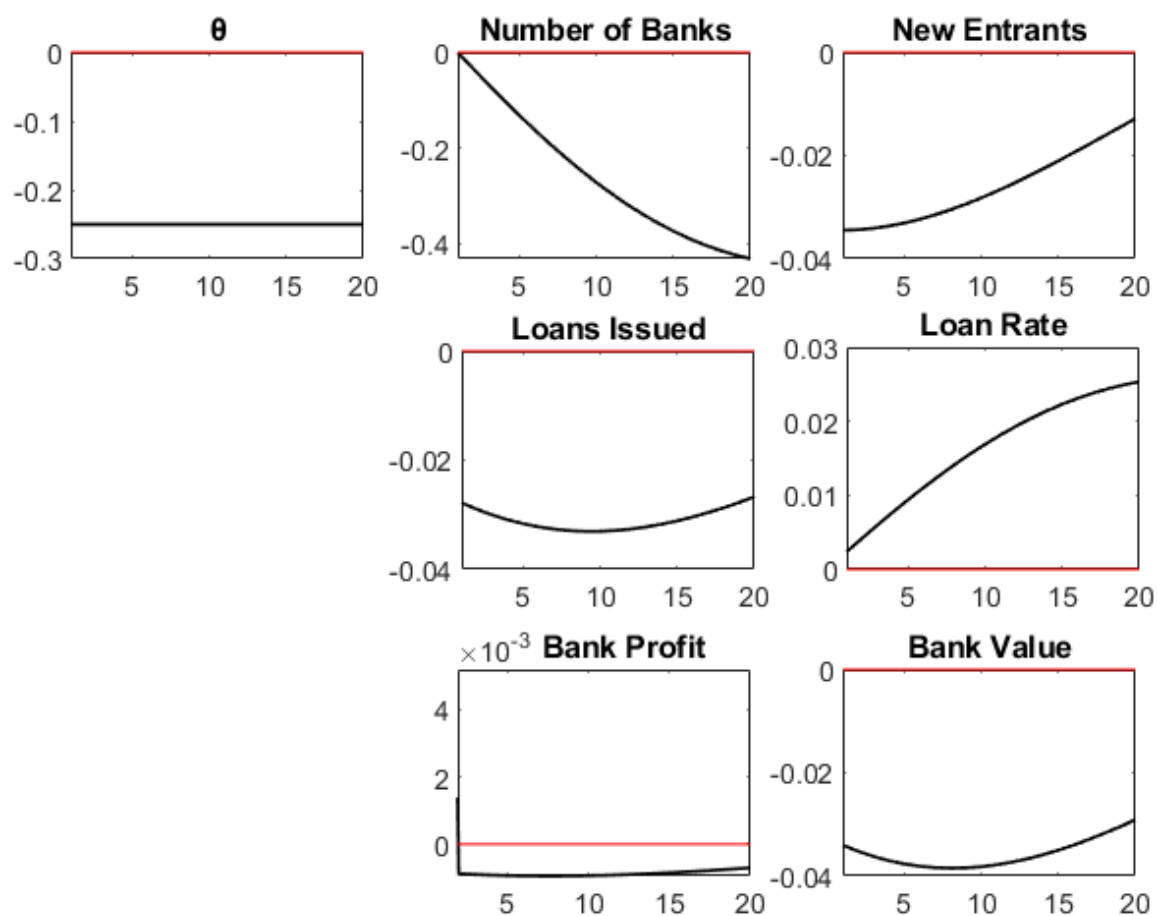 θ
0
-0.1
-0.2
-0.3
5 10 15 20
Number of Banks
0
-0.2
-0.4
5 10 15 20
New Entrants
0
-0.02
-0.04
5 10 15 20
Loans Issued
0
-0.02
-0.04
5 10 15 20
Loan Rate
0.03
0.02
0.01
0
5 10 15 20
×10⁻³ Bank Profit
4
2
0
5 10 15 20
Bank Value
0
-0.02
-0.04
5 10 15 20